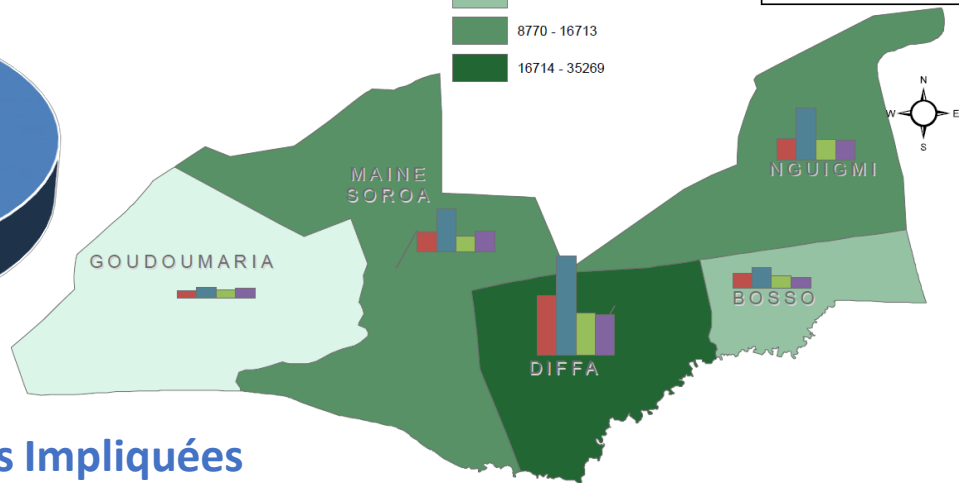 8770 - 16713
16714 - 35269
N
W
E
S
NGUIGMI
MAINE
SOROA
GOUDOUMARIA
BOSSO
DIFFA
s Impliquées